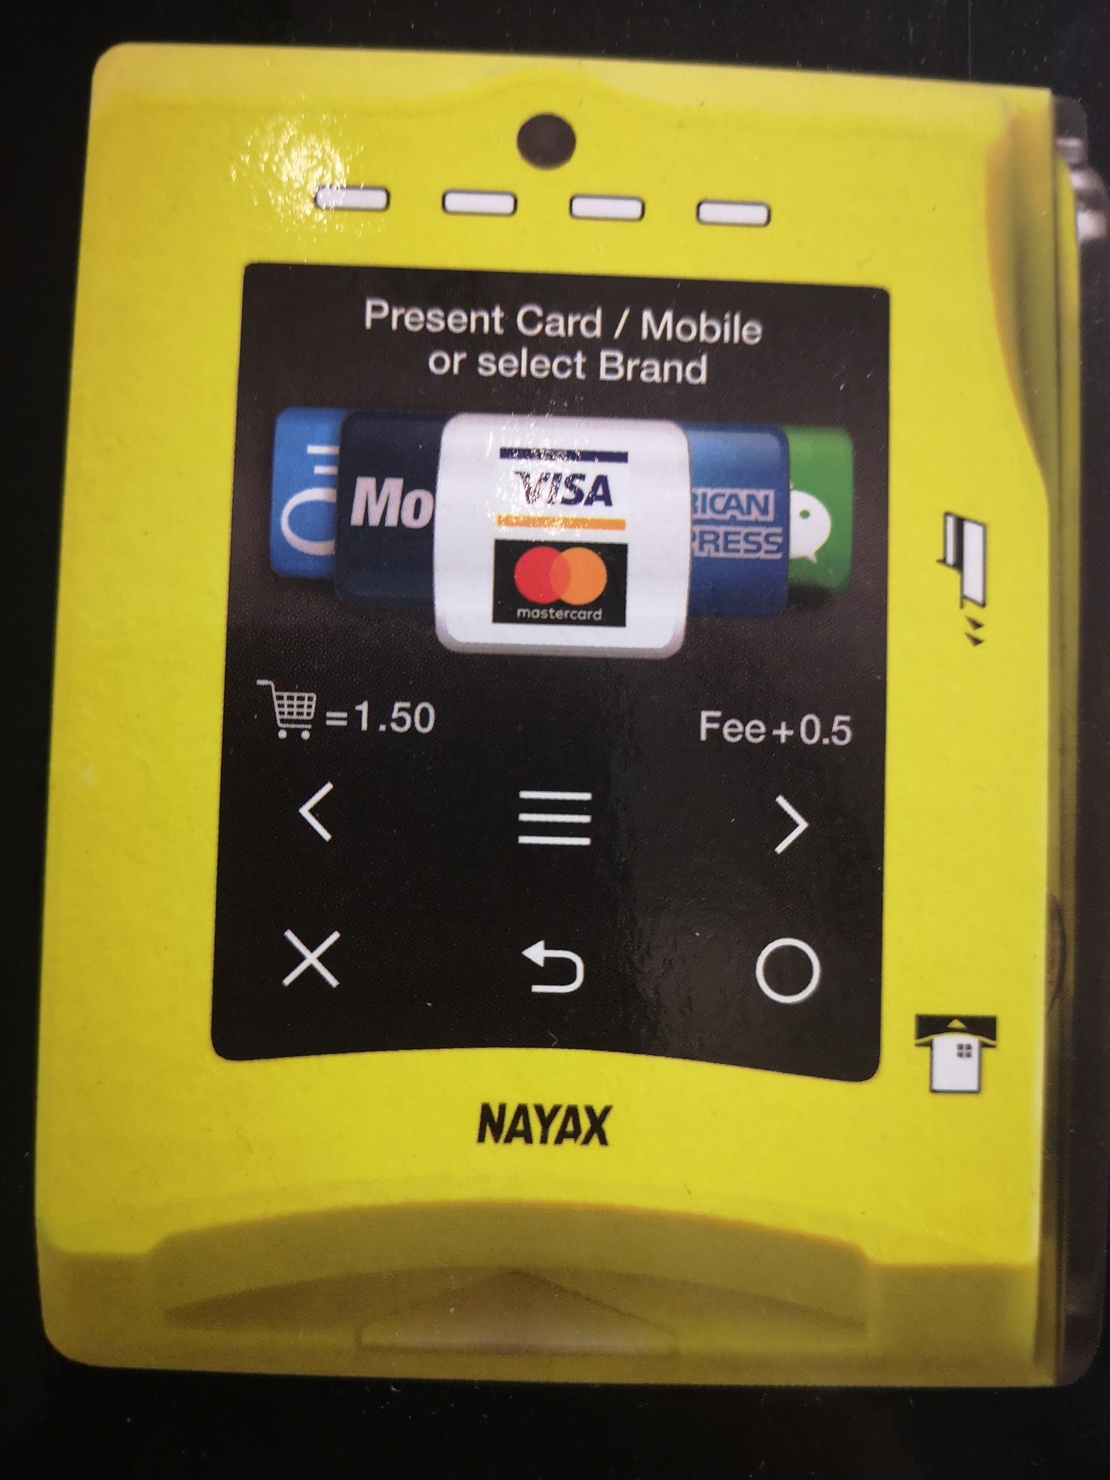 Present Card / Mobile
or select Brand
Mo
VISA
mastercard
RICAN
PRESS
=1.50
Fee+0.5
NAYAX